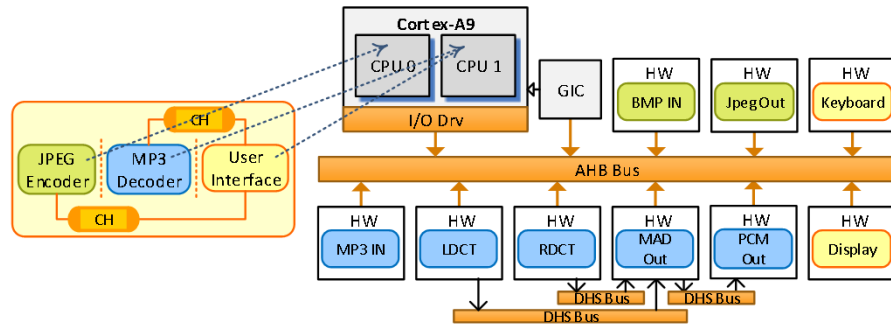 Cortex-A9
CPU 0
CPU 1
I/O Drv
GIC
HW
BMP IN
HW
JpegOut
HW
Keyboard
CH
JPEG
Encoder
MP3
Decoder
User
Interface
CH
AHB Bus
HW
MP3 IN
HW
LDCT
HW
RDCT
HW
MAD
Out
HW
PCM
Out
HW
Display
DHS Bus
DHS Bus
DHS Bus